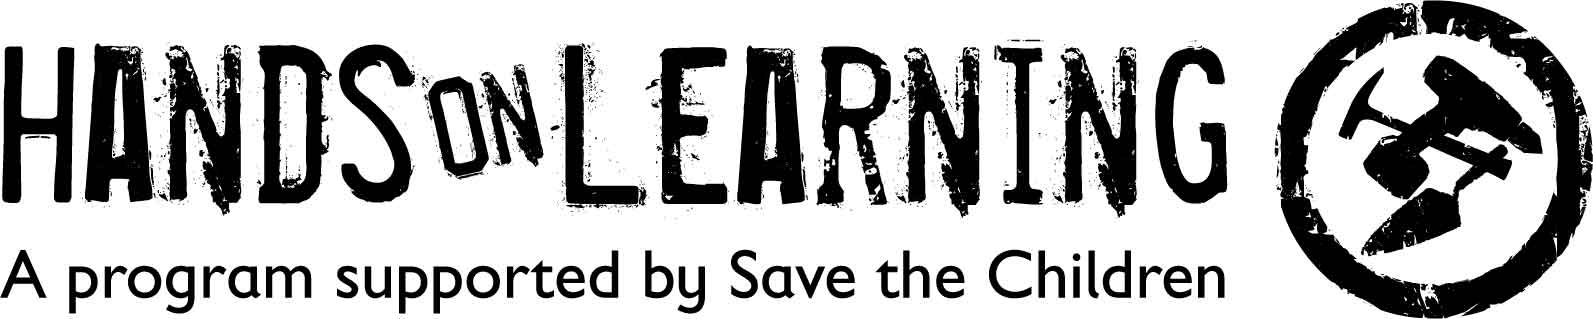 HANDS ON LEARNING
A program supported by Save the Children